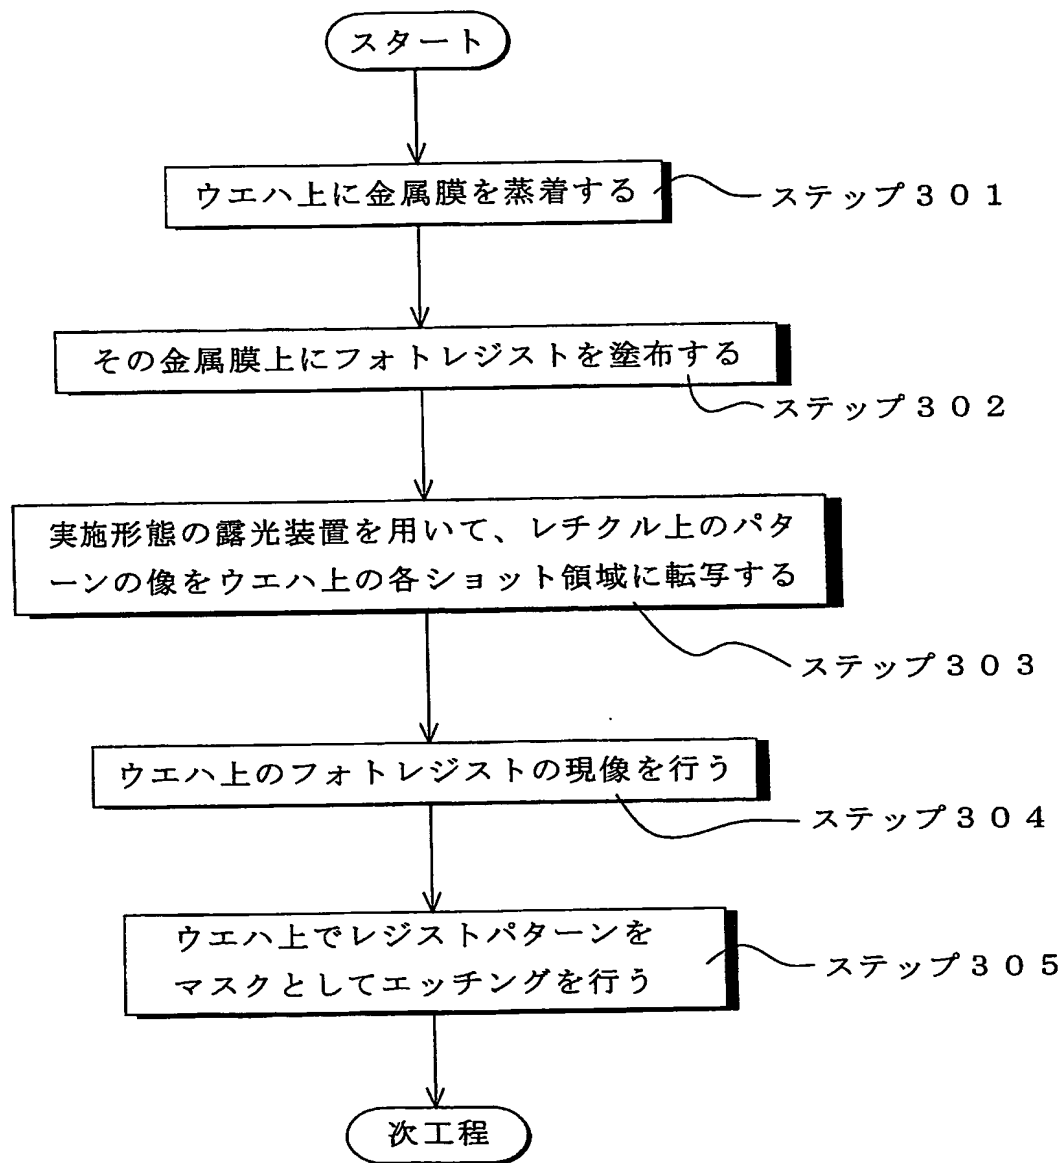 スタート
ウエハ上に金属膜を蒸着する
ステップ３０１
その金属膜上にフォトレジストを塗布する
ステップ３０２
実施形態の露光装置を用いて、レチクル上のパタ
ーンの像をウエハ上の各ショット領域に転写する
ステップ３０３
ウエハ上のフォトレジストの現像を行う
ステップ３０４
ウエハ上でレジストパターンを
マスクとしてエッチングを行う
ステップ３０５
次工程